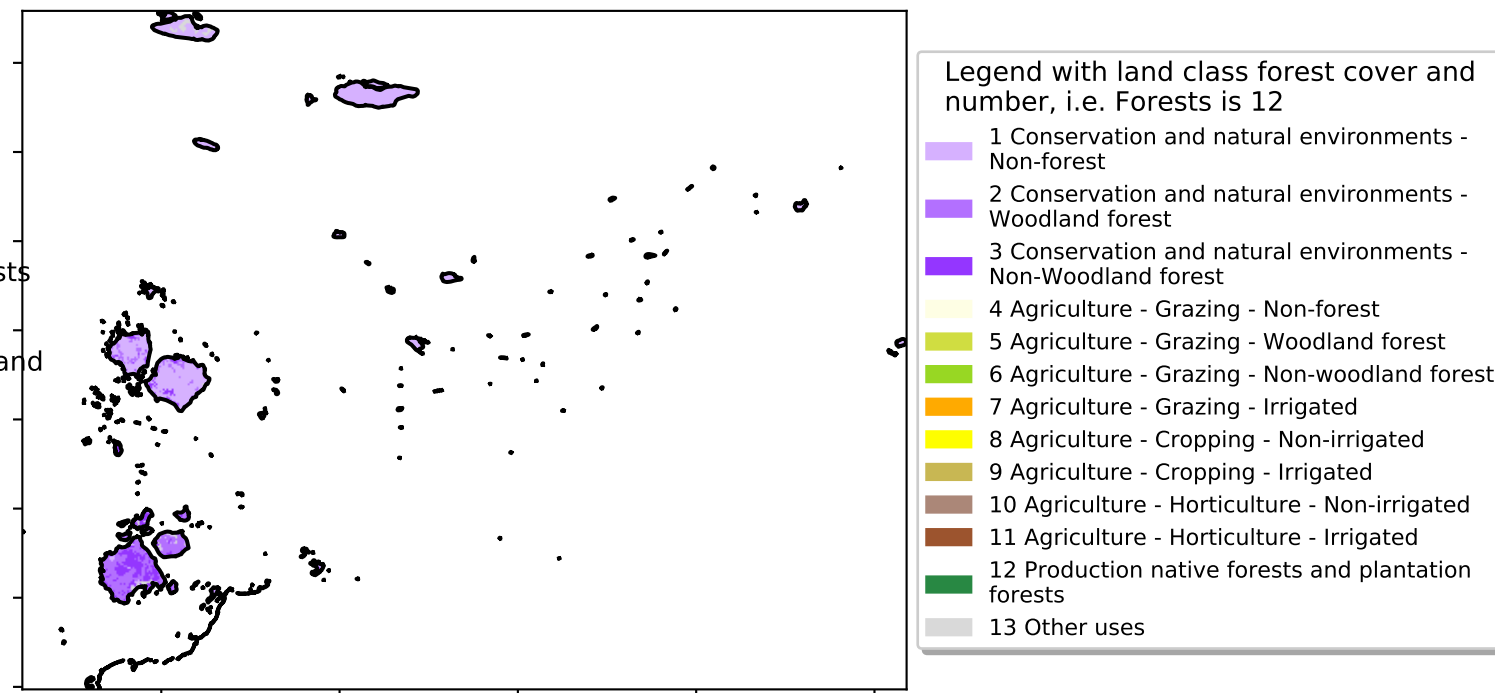 sts
and
Legend with land class forest cover and
number, i.e. Forests is 12
1 Conservation and natural environments -
Non-forest
2 Conservation and natural environments -
Woodland forest
3 Conservation and natural environments -
Non-Woodland forest
4 Agriculture - Grazing - Non-forest
5 Agriculture - Grazing - Woodland forest
6 Agriculture - Grazing - Non-woodland forest
7 Agriculture - Grazing - Irrigated
8 Agriculture - Cropping - Non-irrigated
9 Agriculture - Cropping - Irrigated
10 Agriculture - Horticulture - Non-irrigated
11 Agriculture - Horticulture - Irrigated
12 Production native forests and plantation
forests
13 Other uses